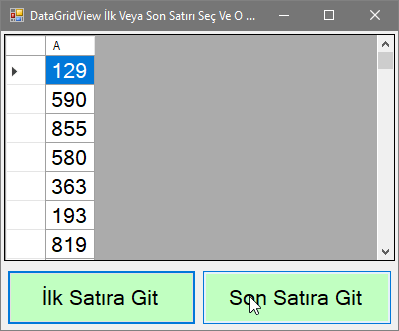 DataGridView İlk Veya Son Satırı Seç Ve O ...
A
129
590
855
580
363
193
819
İlk Satıra Git
Son Satıra Git